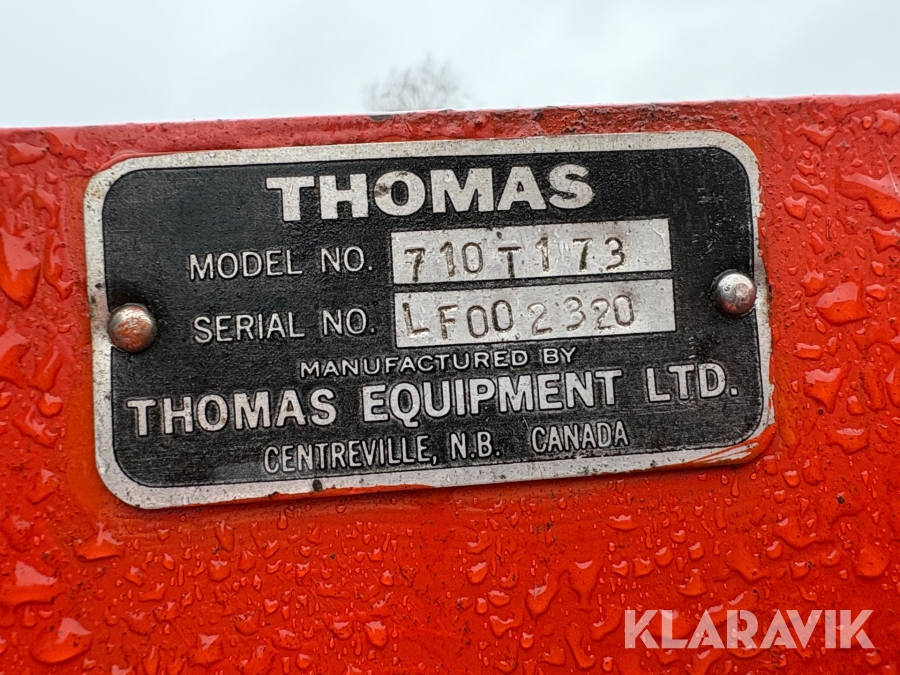 THOMAS
MODEL NO. 710T173
SERIAL NO. LF002320
MANUFACTURED BY
THOMAS EQUIPMENT LTD.
CENTREVILLE, N.B. CANADA
KLARAVIK